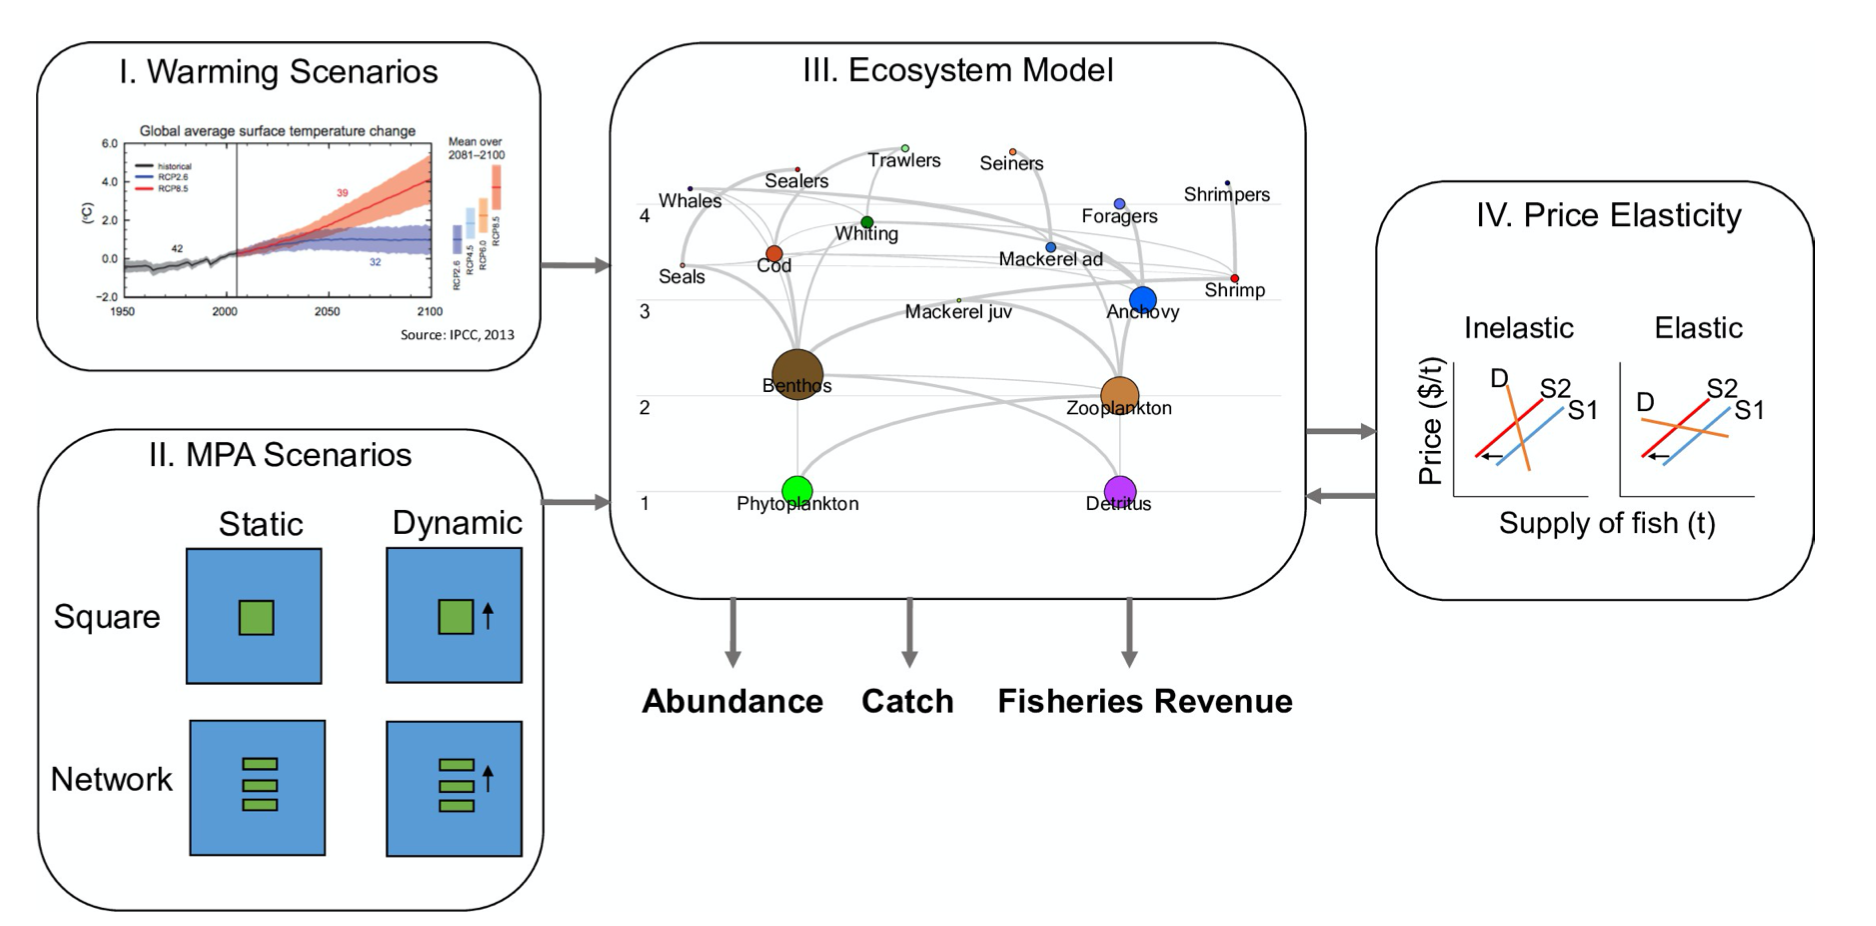 I. Warming Scenarios
Global average surface temperature change
Mean over
2081–2100
6.0
4.0
2.0
0.0
−2.0
(°C)
historical
RCP2.6
RCP8.5
39
42
32
RCP2.6
RCP4.5
RCP6.0
RCP8.5
1950
2000
2050
2100
Source: IPCC, 2013
II. MPA Scenarios
Static
Dynamic
Square
Network
III. Ecosystem Model
Trawlers
Seiners
Sealers
Shrimpers
Whales
4
Foragers
Whiting
Mackerel ad
Cod
Seals
Shrimp
3
Mackerel juv
Anchovy
Benthos
2
Zooplankton
1
Phytoplankton
Detritus
Abundance
Catch
Fisheries Revenue
IV. Price Elasticity
Inelastic
Elastic
Price ($/t)
D
S2
S1
D
S2
S1
Supply of fish (t)